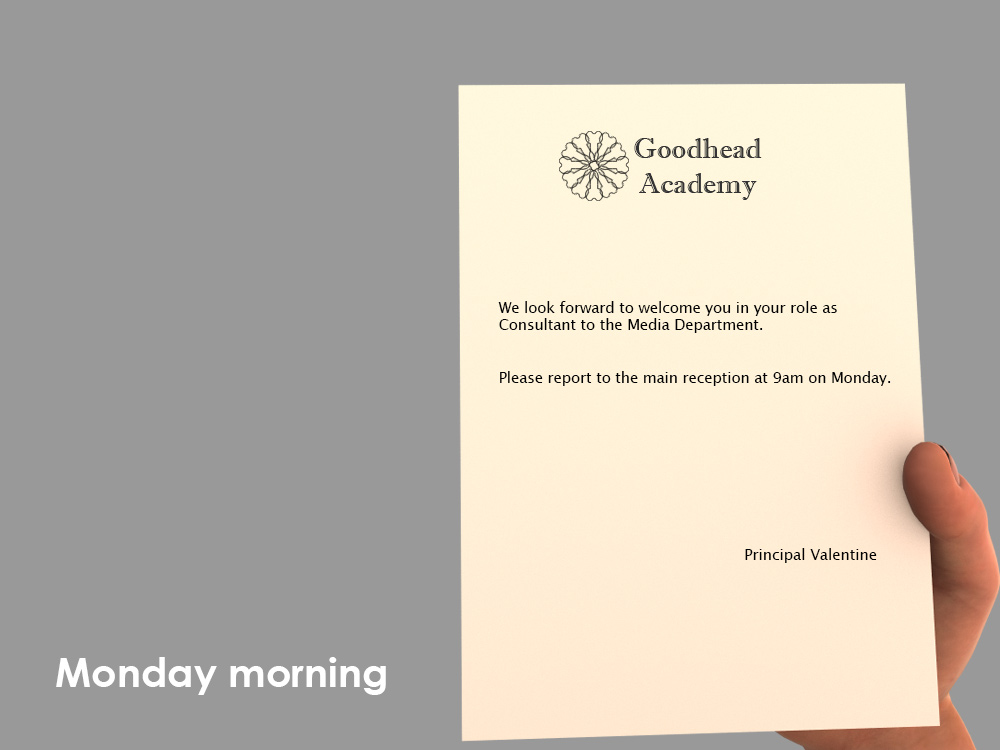 Goodhead
Academy
We look forward to welcome you in your role as
Consultant to the Media Department.
Please report to the main reception at 9am on Monday.
Principal Valentine
Monday morning